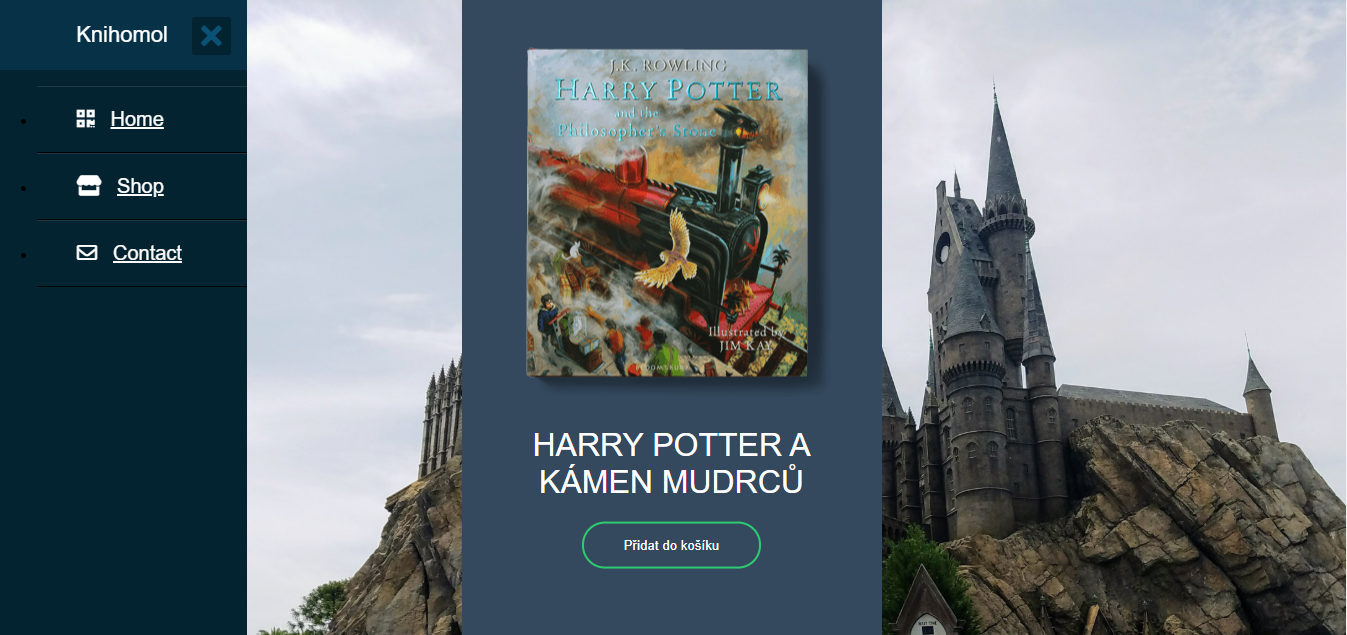 Knihomol
Home
Shop
Contact
J.K. ROWLING
HARRY POTTER
and the
Philosopher's Stone
Illustrated by
JIM KAY
BLOOMSBURY
HARRY POTTER A
KÁMEN MUDRCŮ
Přidat do košíku